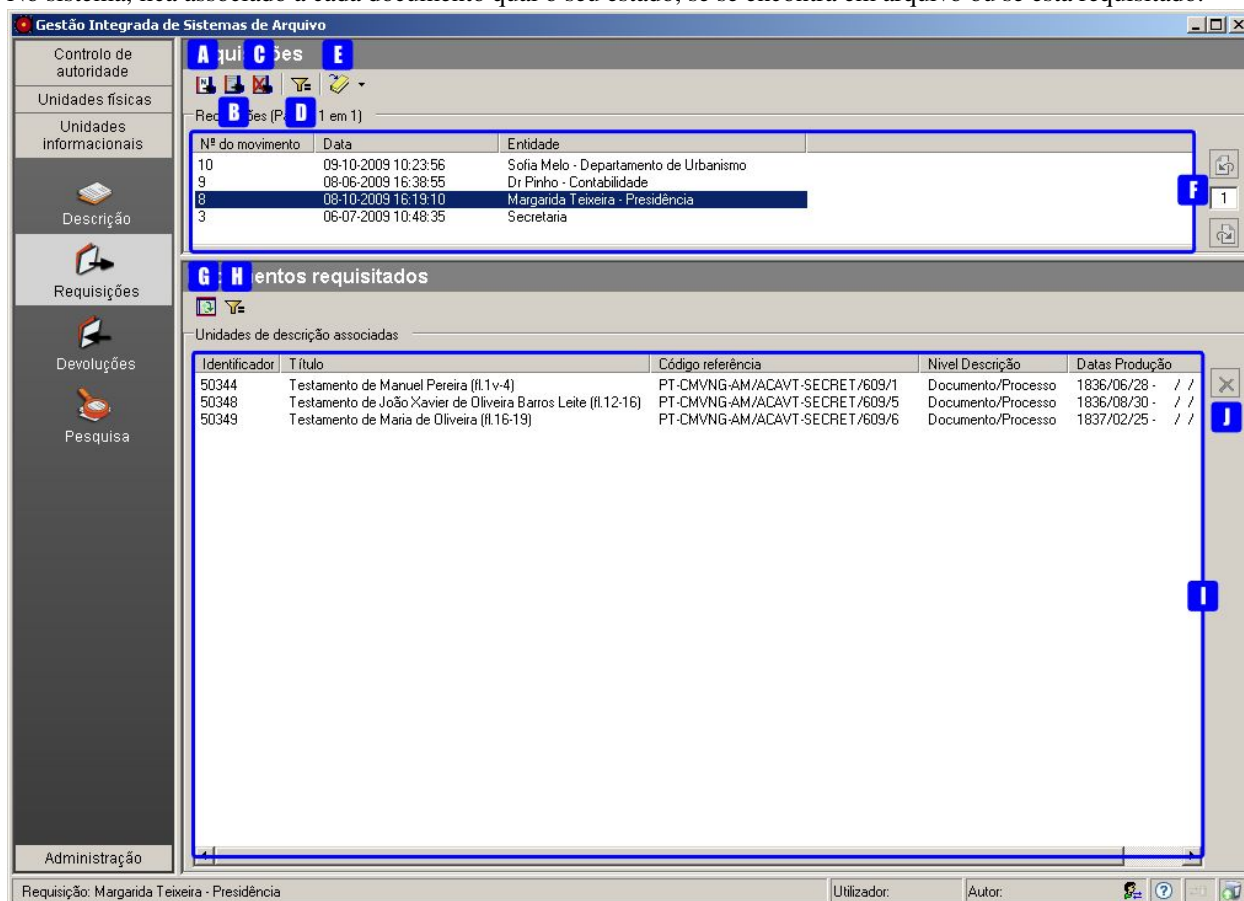 No sistema, fica associado a cada documento qual o seu estado, se se encontra em arquivo ou se está requisitado.
Gestão Integrada de Sistemas de Arquivo
Controlo de
autoridade
Unidades físicas
Unidades
informacionais
Descrição
Requisições
Devoluções
Pesquisa
Administração
A C E
B D
1 em 1)
Nº do movimento Data Entidade
10 09-10-2009 10:23:56 Sofia Melo - Departamento de Urbanismo
9 08-06-2009 16:38:55 Dr Pinho - Contabilidade
8 08-10-2009 16:19:10 Margarida Teixeira - Presidência
3 06-07-2009 10:48:35 Secretaria
F
1
G H entos requisitados
Unidades de descrição associadas
Identificador Título Código referência Nivel Descrição Datas Produção
50344 Testamento de Manuel Pereira (fl.1v-4) PT-CMVNG-AM/ACAVT-SECRET/609/1 Documento/Processo 1836/06/28 - / /
50348 Testamento de João Xavier de Oliveira Barros Leite (fl.12-16) PT-CMVNG-AM/ACAVT-SECRET/609/5 Documento/Processo 1836/08/30 - / /
50349 Testamento de Maria de Oliveira (fl.16-19) PT-CMVNG-AM/ACAVT-SECRET/609/6 Documento/Processo 1837/02/25 - / /
J
I
Requisição: Margarida Teixeira - Presidência Utilizador: Autor: